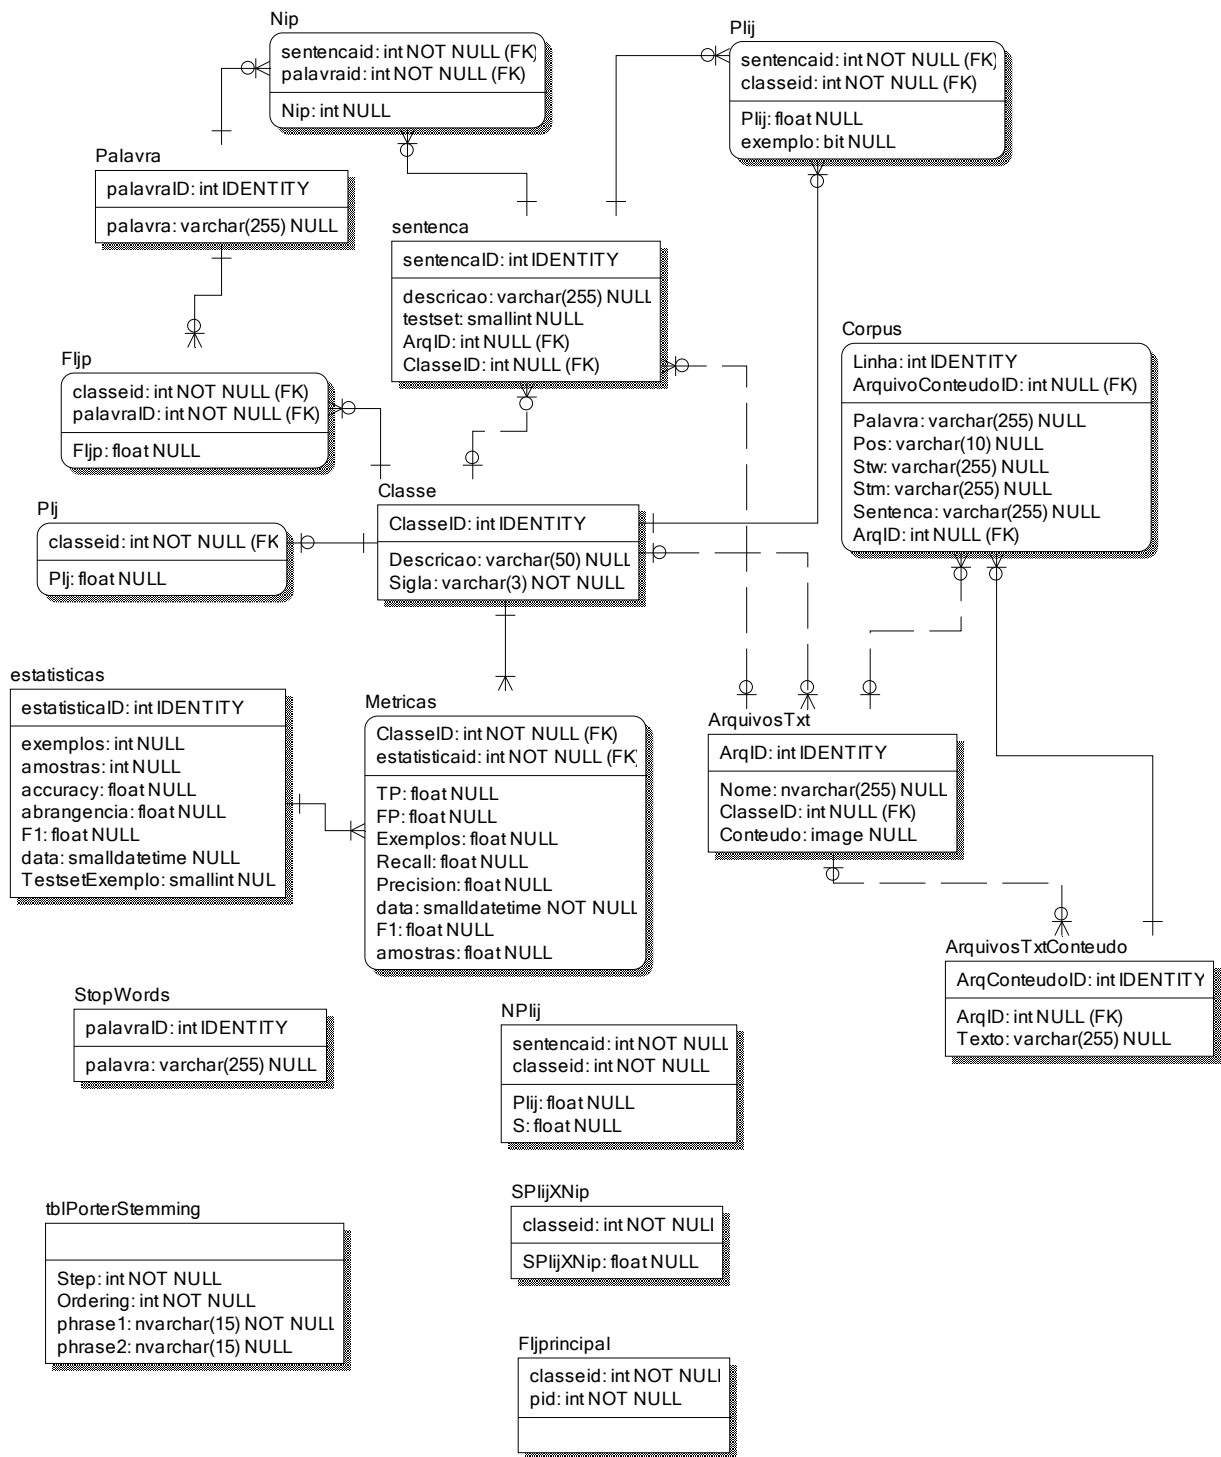 Nip
sentencaid: int NOT NULL (FK)
palavraid: int NOT NULL (FK)
Nip: int NULL
Plij
sentencaid: int NOT NULL (FK)
classeid: int NOT NULL (FK)
Plij: float NULL
exemplo: bit NULL
Palavra
palavraID: int IDENTITY
palavra: varchar(255) NULL
sentenca
sentencaID: int IDENTITY
descricao: varchar(255) NULL
testset: smallint NULL
ArqID: int NULL (FK)
ClasseID: int NULL (FK)
Corpus
Linha: int IDENTITY
ArquivoConteudoID: int NULL (FK)
Palavra: varchar(255) NULL
Pos: varchar(10) NULL
Stw: varchar(255) NULL
Stm: varchar(255) NULL
Sentenca: varchar(255) NULL
ArqID: int NULL (FK)
Fljp
classeid: int NOT NULL (FK)
palavraID: int NOT NULL (FK)
Fljp: float NULL
Plj
classeid: int NOT NULL (FK
Plj: float NULL
Classe
ClasseID: int IDENTITY
Descricao: varchar(50) NULL
Sigla: varchar(3) NOT NULL
estatisticas
estatisticaID: int IDENTITY
exemplos: int NULL
amostras: int NULL
accuracy: float NULL
abrangencia: float NULL
F1: float NULL
data: smalldatetime NULL
TestsetExemplo: smallint NUL
Metricas
ClasseID: int NOT NULL (FK)
estatisticaid: int NOT NULL (FK)
TP: float NULL
FP: float NULL
Exemplos: float NULL
Recall: float NULL
Precision: float NULL
data: smalldatetime NOT NULL
F1: float NULL
amostras: float NULL
ArquivosTxt
ArqID: int IDENTITY
Nome: nvarchar(255) NULL
ClasseID: int NULL (FK)
Conteudo: image NULL
ArquivosTxtConteudo
ArqConteudoID: int IDENTITY
ArqID: int NULL (FK)
Texto: varchar(255) NULL
StopWords
palavraID: int IDENTITY
palavra: varchar(255) NULL
NPlij
sentencaid: int NOT NULL
classeid: int NOT NULL
Plij: float NULL
S: float NULL
tblPorterStemming
Step: int NOT NULL
Ordering: int NOT NULL
phrase1: nvarchar(15) NOT NULL
phrase2: nvarchar(15) NULL
SPlijXNip
classeid: int NOT NULL
SPlijXNip: float NULL
Fljprincipal
classeid: int NOT NULL
pid: int NOT NULL